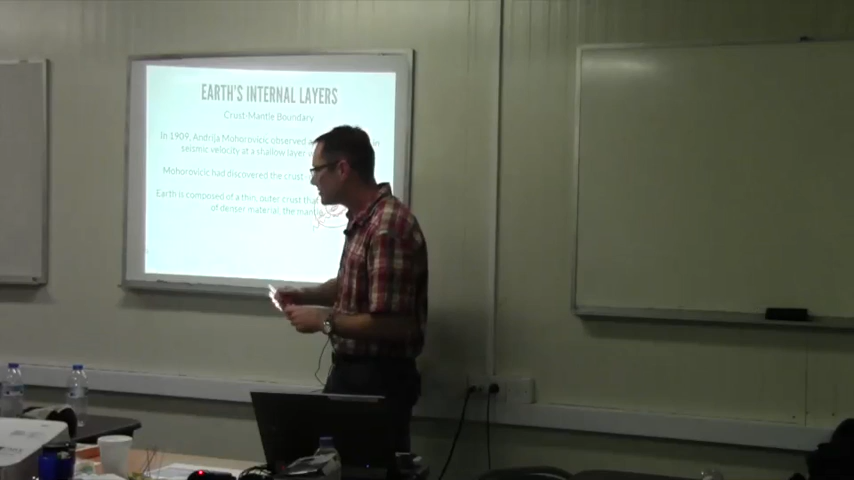 EARTH'S INTERNAL LAYERS
Crust-Mantle Boundary
In 1909, Andrija Mohorovicic observed
seismic velocity at a shallow layer
Mohorovicic had discovered the crust-
Earth is composed of a thin, outer crust
of denser material, the